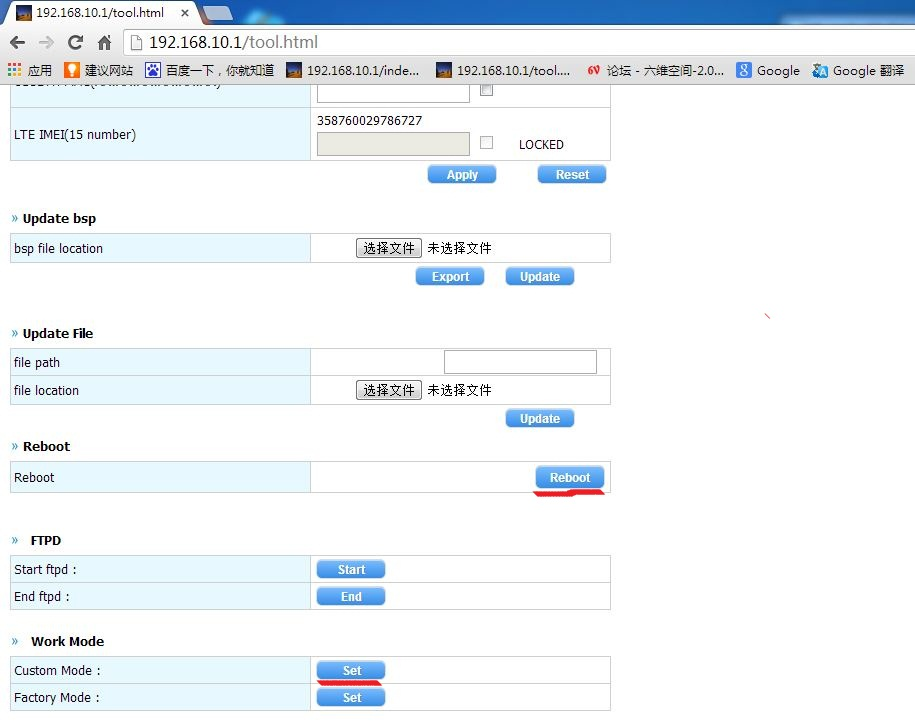 192.168.10.1/tool.html
192.168.10.1/tool.html
应用 建议网站 百度一下，你就知道 192.168.10.1/inde... 192.168.10.1/tool.... 6V 论坛 - 六维空间-2.0... Google Google 翻译
LTE IMEI(15 number) 358760029786727
LOCKED
Apply Reset
» Update bsp
bsp file location 选择文件 未选择文件
Export Update
» Update File
file path
file location 选择文件 未选择文件
Update
» Reboot
Reboot Reboot
» FTPD
Start ftpd : Start
End ftpd : End
» Work Mode
Custom Mode : Set
Factory Mode : Set